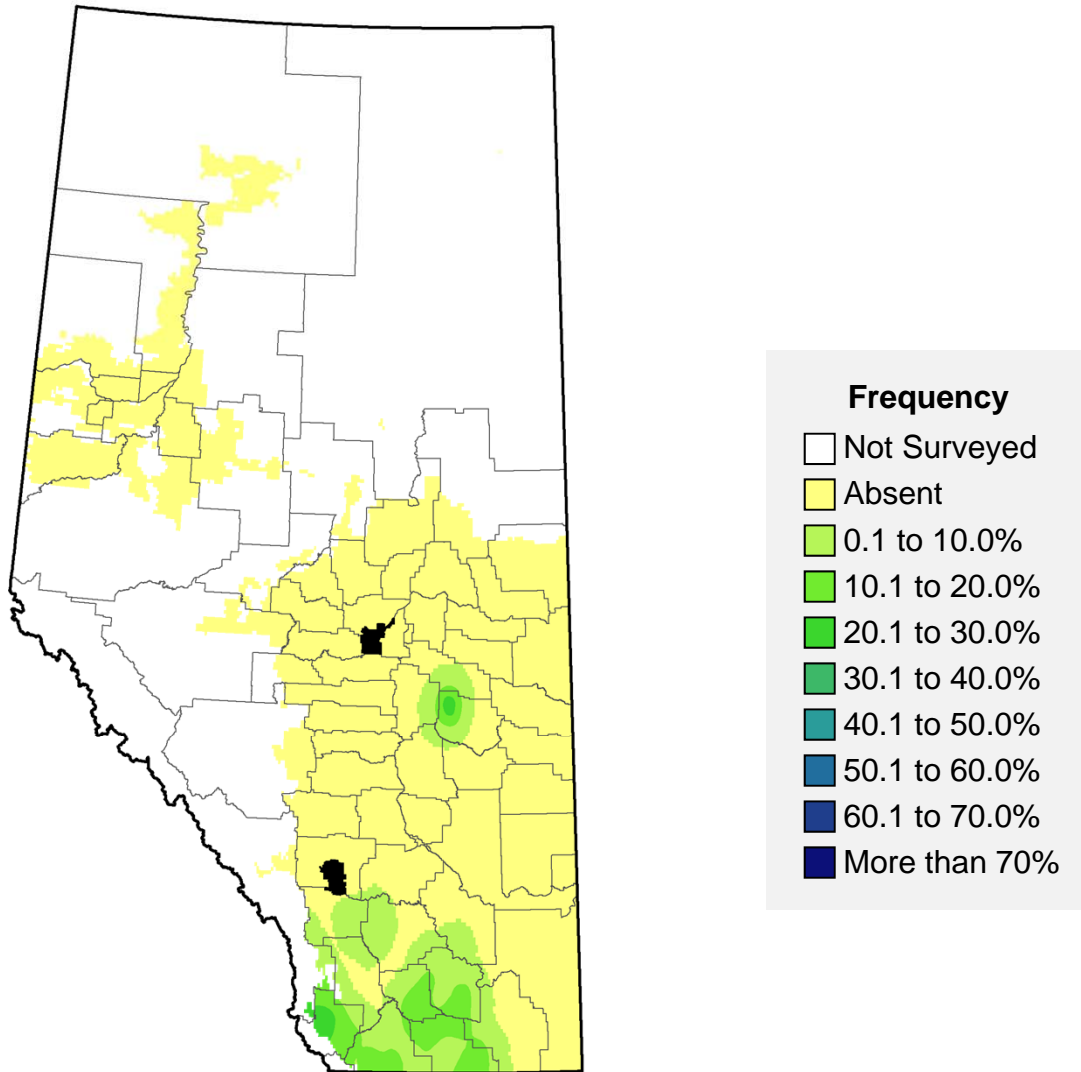 Frequency
Not Surveyed
Absent
0.1 to 10.0%
10.1 to 20.0%
20.1 to 30.0%
30.1 to 40.0%
40.1 to 50.0%
50.1 to 60.0%
60.1 to 70.0%
More than 70%